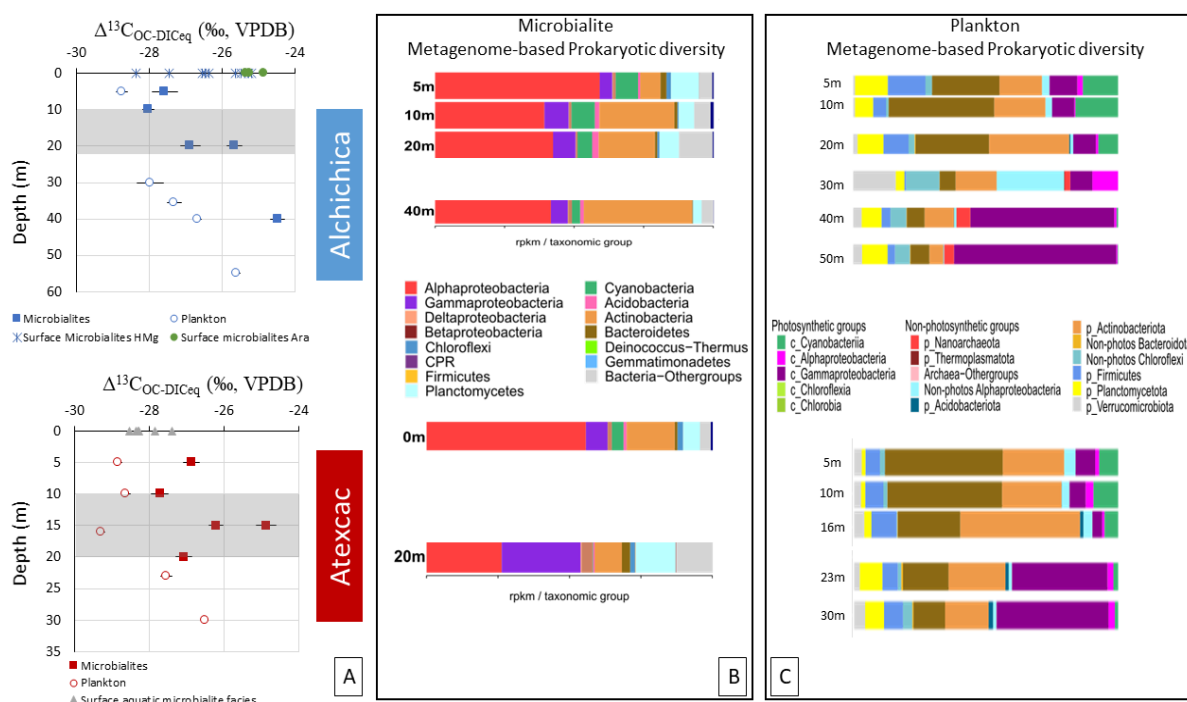 Δ¹³C_OC-DICeq (‰, VPDB)
-30 -28 -26 -24
0
10
20
30
40
50
60
Depth (m)
Microbialites Plankton
Surface Microbialites HMg Surface microbialites Ara
Alchichica
Δ¹³C_OC-DICeq (‰, VPDB)
-30 -28 -26 -24
0
5
10
15
20
25
30
35
Depth (m)
Microbialites
Plankton
Surface aquatic microbialite facies
Atexcac
A
Microbialite
Metagenome-based Prokaryotic diversity
5m
10m
20m
40m
rpkm / taxonomic group
Alphaproteobacteria
Gammaproteobacteria
Deltaproteobacteria
Betaproteobacteria
Chloroflexi
CPR
Firmicutes
Planctomycetes
Cyanobacteria
Acidobacteria
Actinobacteria
Bacteroidetes
Deinococcus-Thermus
Gemmatimonadetes
Bacteria-Othergroups
0m
20m
rpkm / taxonomic group
B
Plankton
Metagenome-based Prokaryotic diversity
5m
10m
20m
30m
40m
50m
Photosynthetic groups
c_Cyanobacteriia
c_Alphaproteobacteria
c_Gammaproteobacteria
c_Chloroflexia
c_Chlorobia
Non-photosynthetic groups
p_Nanoarchaeota
p_Thermoplasmatota
Archaea-Othergroups
Non-photos Alphaproteobacteria
p_Acidobacteriota
p_Actinobacteriota
Non-photos Bacteroidot
Non-photos Chloroflexi
p_Firmicutes
p_Planctomycetota
p_Verrucomicrobiota
5m
10m
16m
23m
30m
C